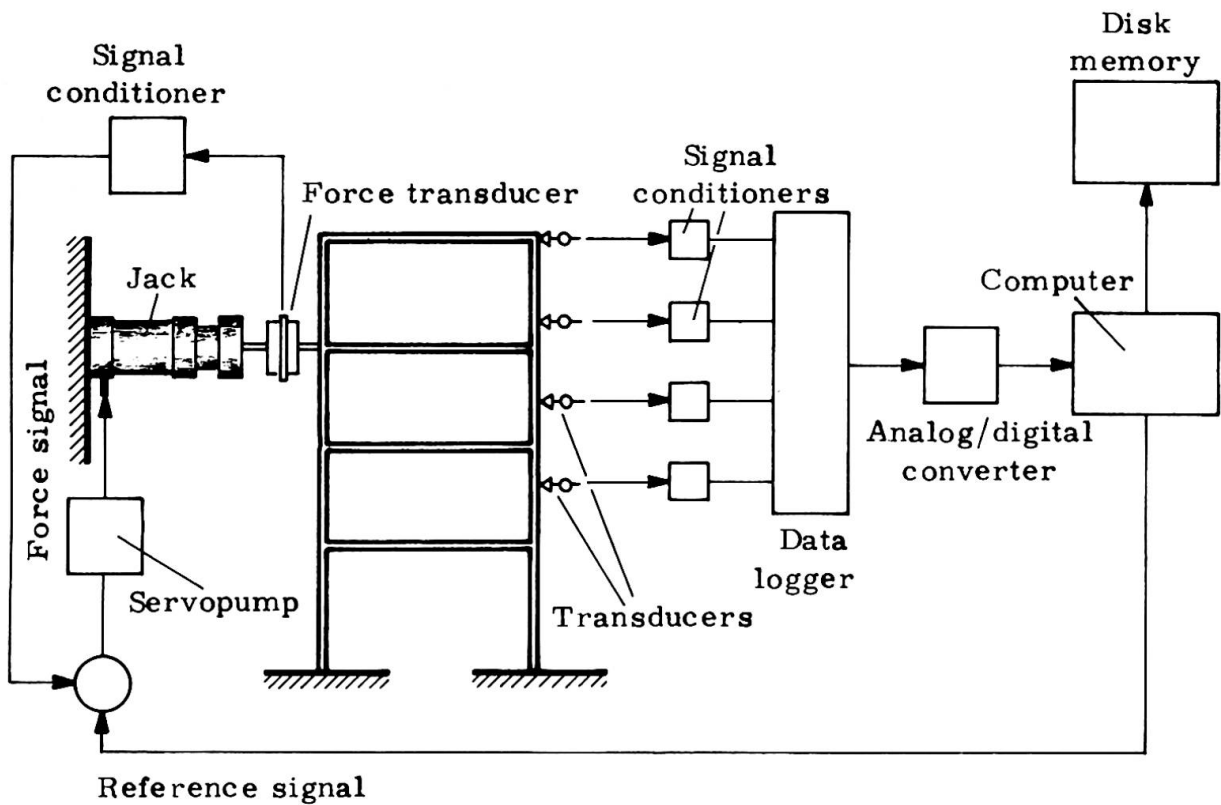 Disk
memory
Signal
conditioner
Signal
conditioners
Force transducer
Jack
Computer
Force signal
Analog/digital
converter
Data
logger
Servopump
Transducers
Reference signal